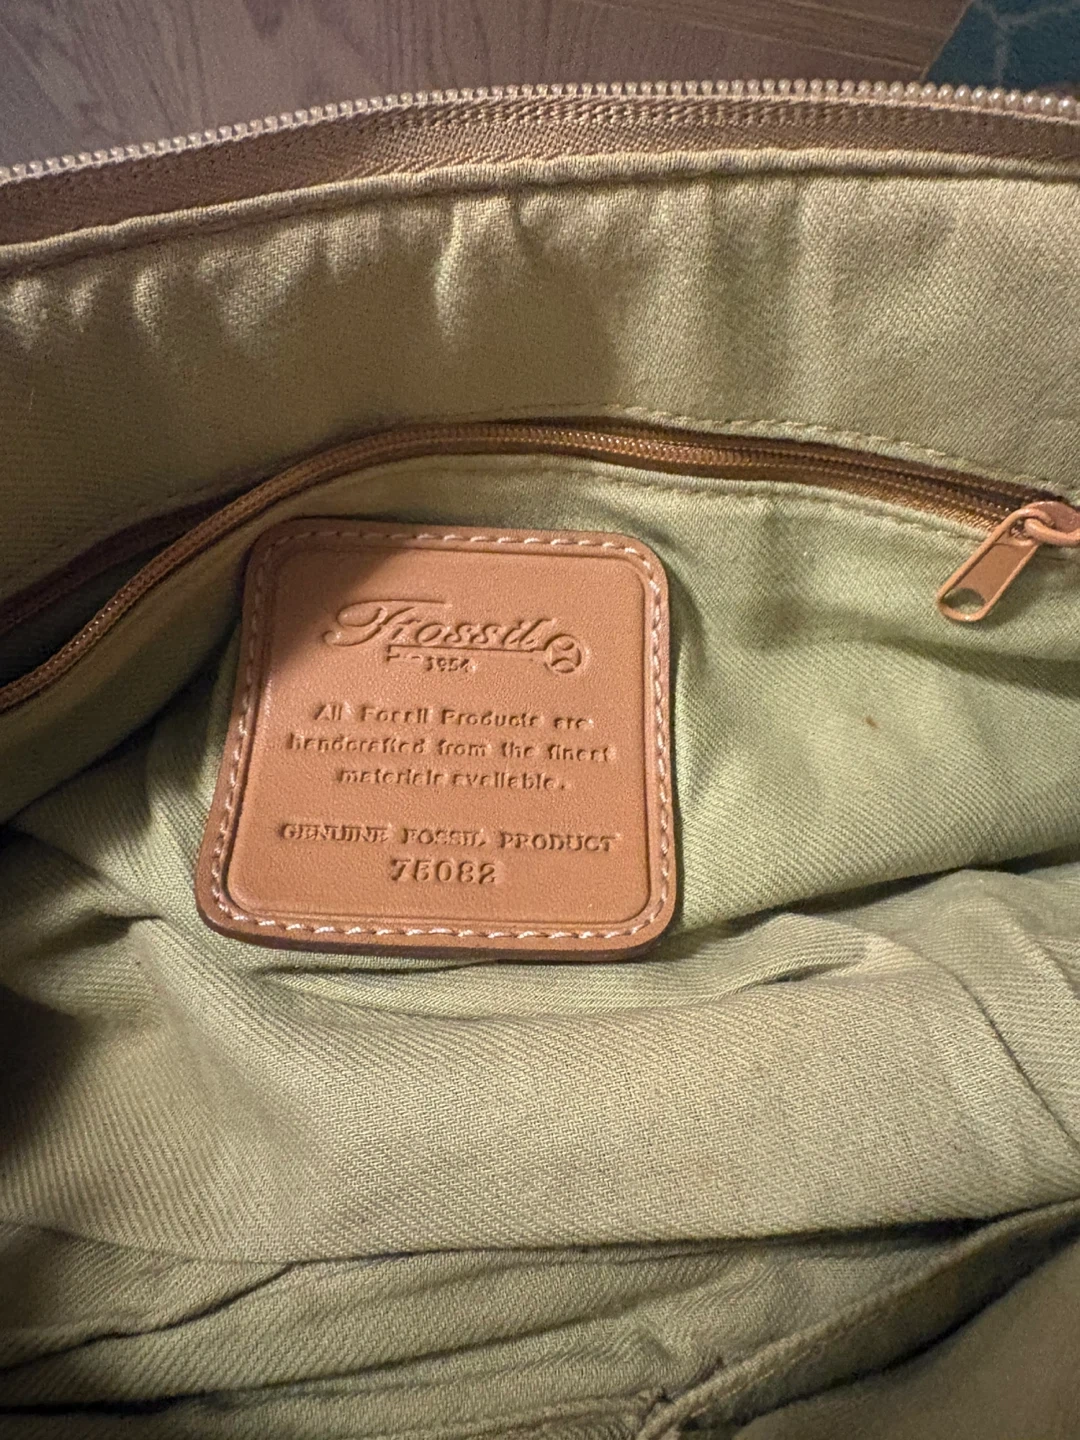 Fossil
1954
All Fossil Products are
handcrafted from the finest
materials available.
GENUINE FOSSIL PRODUCT
75082